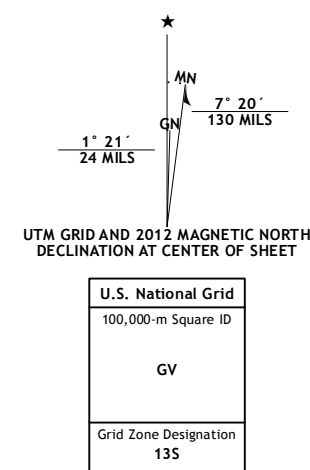 ★
MN
GN
7° 20´
130 MILS
1° 21´
24 MILS
UTM GRID AND 2012 MAGNETIC NORTH
DECLINATION AT CENTER OF SHEET
U.S. National Grid
100,000-m Square ID
GV
Grid Zone Designation
13S